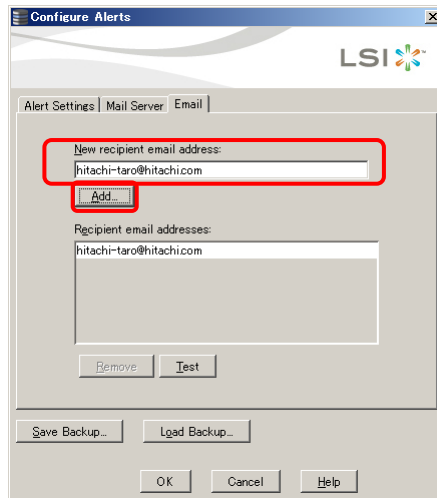 Configure Alerts
LSI
Alert Settings Mail Server Email
New recipient email address:
hitachi-taro@hitachi.com
Add...
Recipient email addresses:
hitachi-taro@hitachi.com
Remove Test
Save Backup... Load Backup...
OK Cancel Help